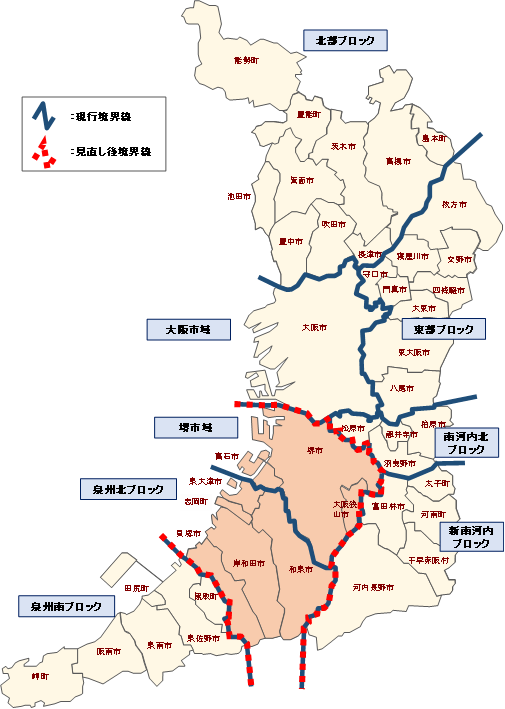 北部ブロック
能勢町
:現行境界線
:見直し後境界線
豊能町
茨木市
高槻市
島本町
箕面市
池田市
枚方市
吹田市
豊中市
摂津市
寝屋川市
交野市
守口市
門真市
四條畷市
大東市
大阪市
大阪市域
東部ブロック
東大阪市
八尾市
堺市域
松原市
藤井寺市
柏原市
南河内北
ブロック
堺市
高石市
羽曳野市
泉大津市
太子町
泉州北ブロック
忠岡町
大阪狭
山市
富田林市
河南町
新南河内
ブロック
貝塚市
岸和田市
和泉市
千早赤阪村
河内長野市
田尻町
熊取町
泉州南ブロック
泉佐野市
泉南市
阪南市
岬町